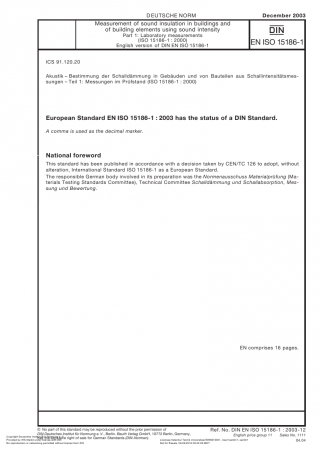 DEUTSCHE NORM
December 2003
Measurement of sound insulation in buildings and
of building elements using sound intensity
Part 1: Laboratory measurements
(ISO 15186-1 : 2000)
English version of DIN EN ISO 15186-1
DIN
EN ISO 15186-1
ICS 91.120.20
Akustik – Bestimmung der Schalldämmung in Gebäuden und von Bauteilen aus Schallintensitätsmes-
sungen – Teil 1: Messungen im Prüfstand (ISO 15186-1 : 2000)
European Standard EN ISO 15186-1 : 2003 has the status of a DIN Standard.
A comma is used as the decimal marker.
National foreword
This standard has been published in accordance with a decision taken by CEN/TC 126 to adopt, without
alteration, International Standard ISO 15186-1 as a European Standard.
The responsible German body involved in its preparation was the Normenausschuss Materialprüfung (Ma-
terials Testing Standards Committee), Technical Committee Schalldämmung und Schallabsorption, Mes-
sung und Bewertung.
EN comprises 18 pages.
© No part of this standard may be reproduced without the prior permission of
DIN Deutsches Institut für Normung e.V., Berlin. Beuth Verlag GmbH, 10772 Berlin, Germany,
right of sale for German Standards (DIN-Normen).
Ref. No. DIN EN ISO 15186-1 : 2003-12
English price group 11 Sales No. 1111
04.04